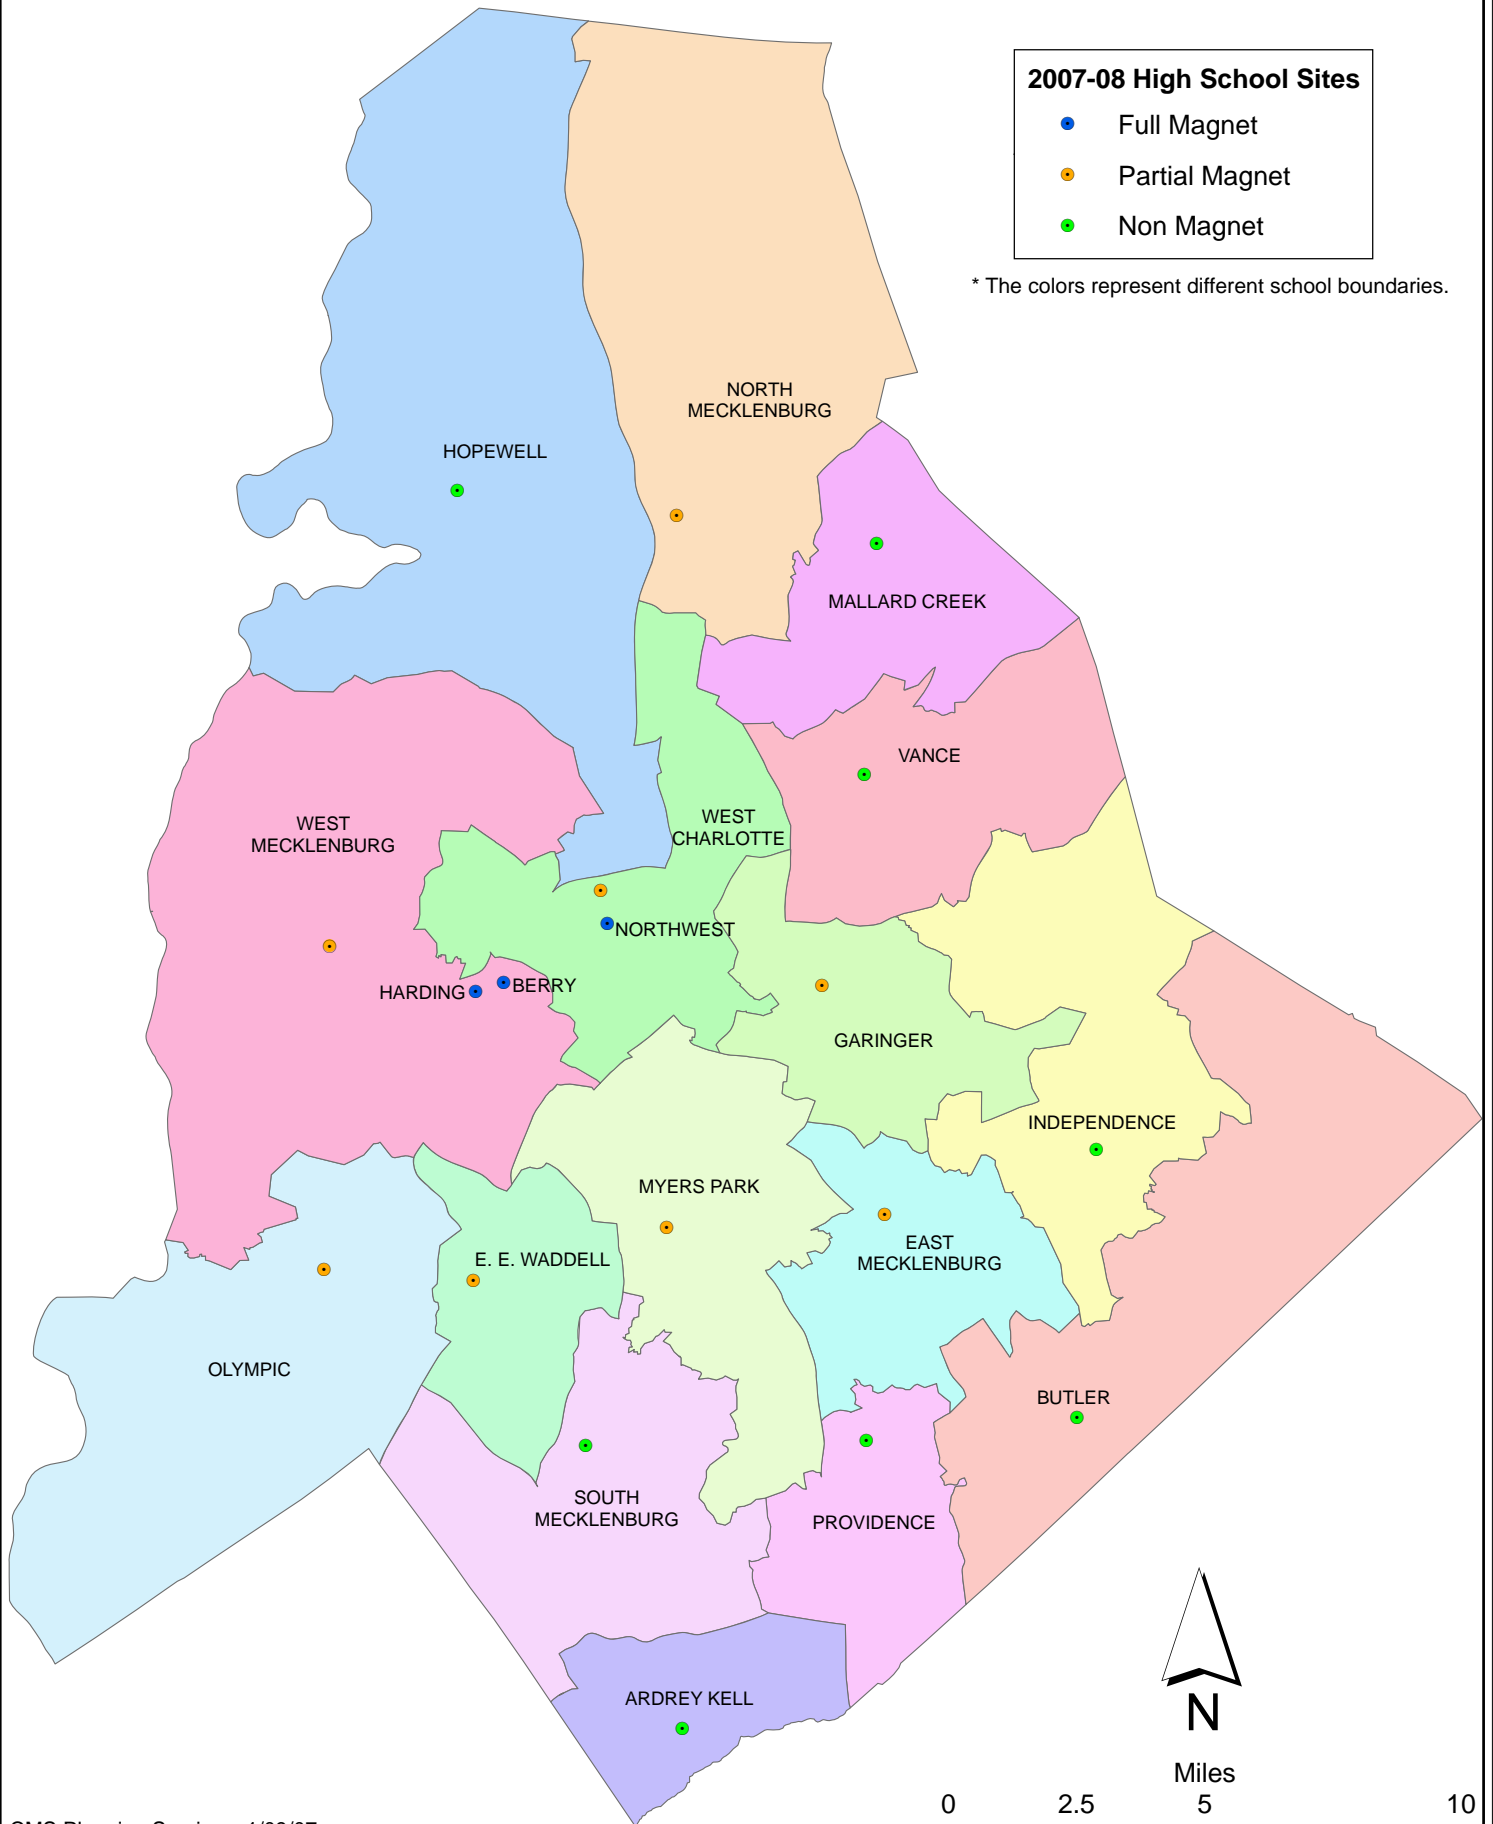 2007-08 High School Sites
Full Magnet
Partial Magnet
Non Magnet
* The colors represent different school boundaries.
NORTH
MECKLENBURG
HOPEWELL
MALLARD CREEK
VANCE
WEST
CHARLOTTE
WEST
MECKLENBURG
NORTHWEST
HARDING
BERRY
GARINGER
INDEPENDENCE
MYERS PARK
EAST
MECKLENBURG
E. E. WADDELL
OLYMPIC
BUTLER
SOUTH
MECKLENBURG
PROVIDENCE
ARDREY KELL
N
Miles
0 2.5 5 10